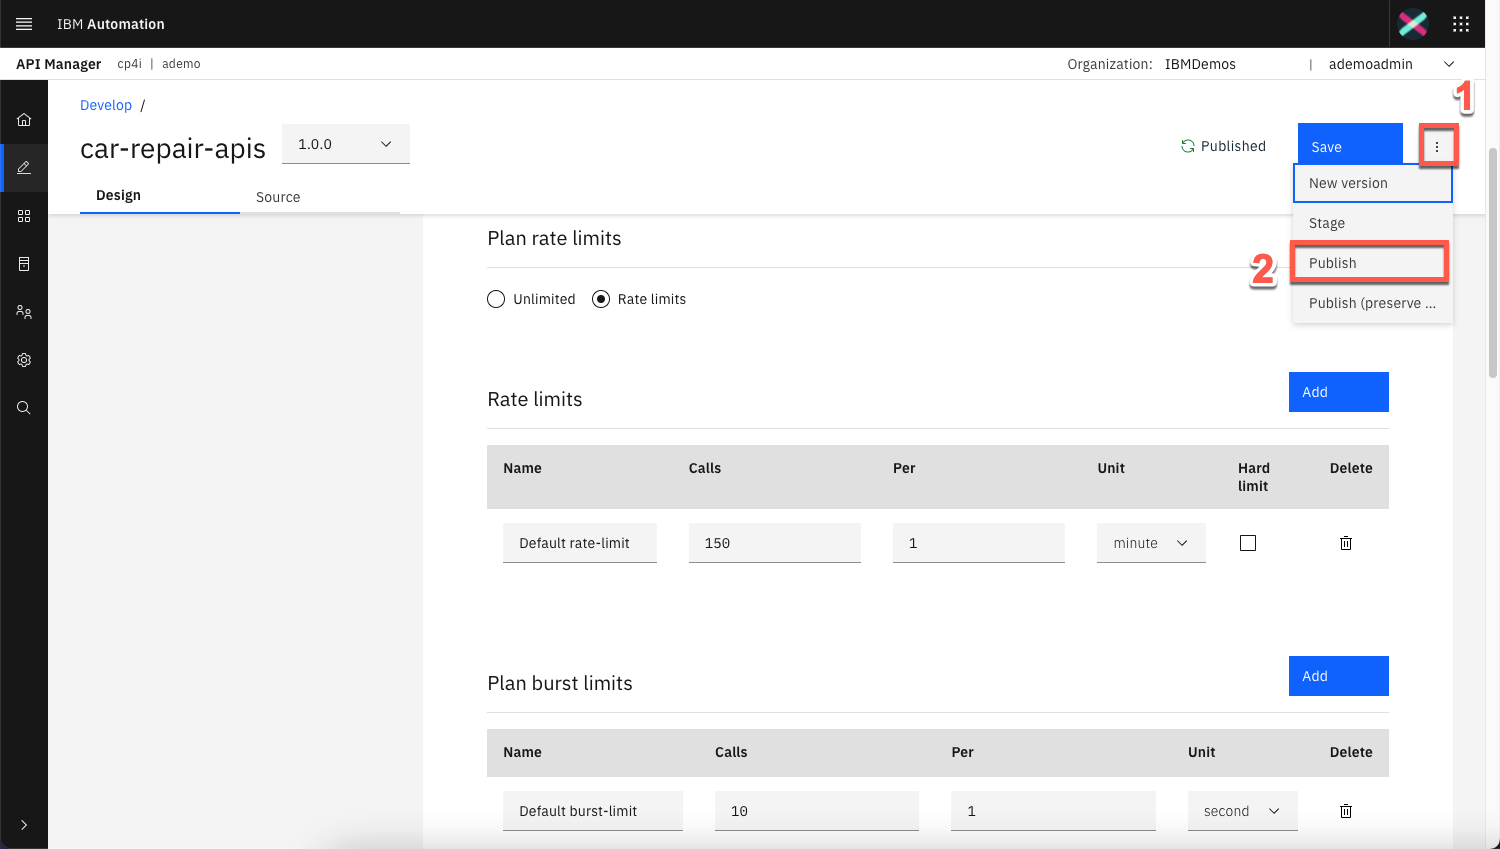 IBM Automation
API Manager cp4i | ademo
Organization: IBMDemos | ademoadmin
1
Develop /
car-repair-apis 1.0.0
Published
Save
Design
Source
New version
Stage
2
Publish
Publish (preserve ...
Plan rate limits
Unlimited
Rate limits
Rate limits
Add
Name Calls Per Unit Hard limit Delete
Default rate-limit 150 1 minute
Plan burst limits
Add
Name Calls Per Unit Delete
Default burst-limit 10 1 second